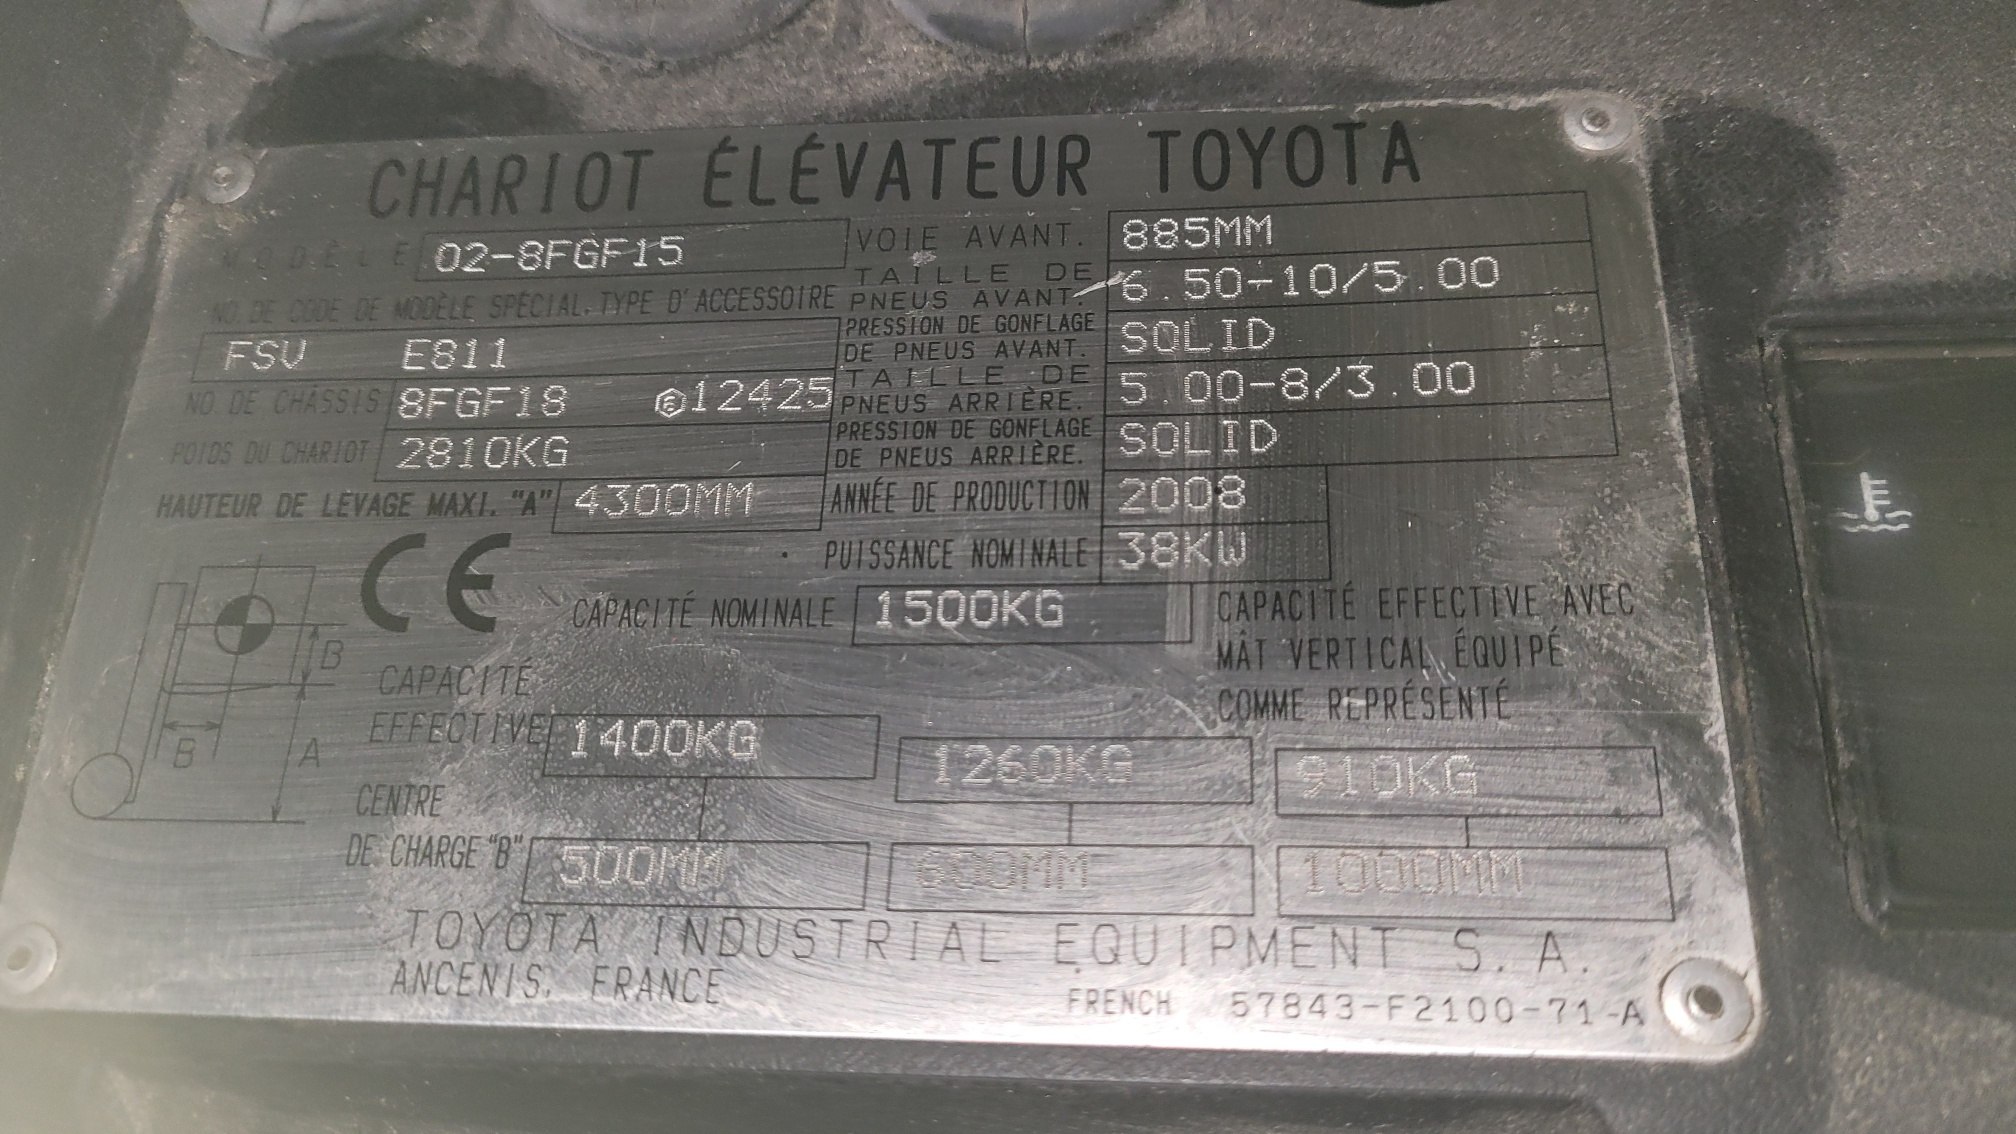 CHARIOT ÉLÉVATEUR TOYOTA
MODÈLE 02-8FGF15
NO. DE CODE DE MODÈLE SPÉCIAL. TYPE D'ACCESSOIRE
FSV E811
NO DE CHÂSSIS 8FGF18 12425
POIDS DU CHARIOT 2810KG
HAUTEUR DE LEVAGE MAXI. "A" 4300MM
VOIE AVANT. 885MM
TAILLE DE
PNEUS AVANT. 6.50-10/5.00
PRESSION DE GONFLAGE
DE PNEUS AVANT. SOLID
TAILLE DE
PNEUS ARRIÈRE. 5.00-8/3.00
PRESSION DE GONFLAGE
DE PNEUS ARRIÈRE. SOLID
ANNÉE DE PRODUCTION 2008
PUISSANCE NOMINALE 38KW
CE
CAPACITÉ NOMINALE 1500KG
CAPACITÉ EFFECTIVE AVEC
MÂT VERTICAL ÉQUIPÉ
COMME REPRÉSENTÉ
B
B
A
CAPACITÉ
EFFECTIVE 1400KG 1260KG 910KG
CENTRE
DE CHARGE "B" 500MM 600MM 1000MM
TOYOTA INDUSTRIAL EQUIPMENT S.A.
ANCENIS, FRANCE
FRENCH 57843-F2100-71-A